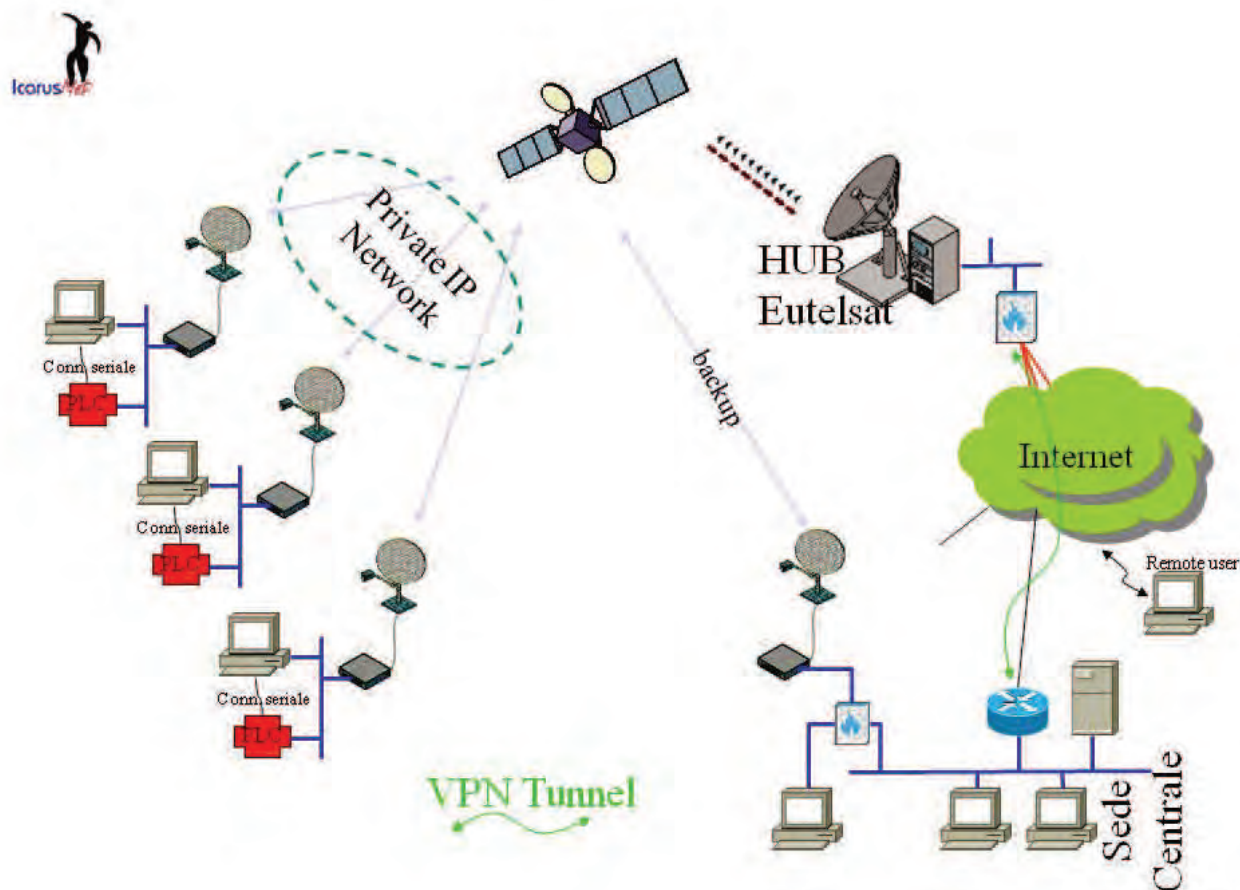 IcarusNet
Private IP
Network
HUB
Eutelsat
Conn. seriale
PLC
backup
Internet
Conn. seriale
PLC
Remote user
Conn. seriale
PLC
VPN Tunnel
Sede
Centrale